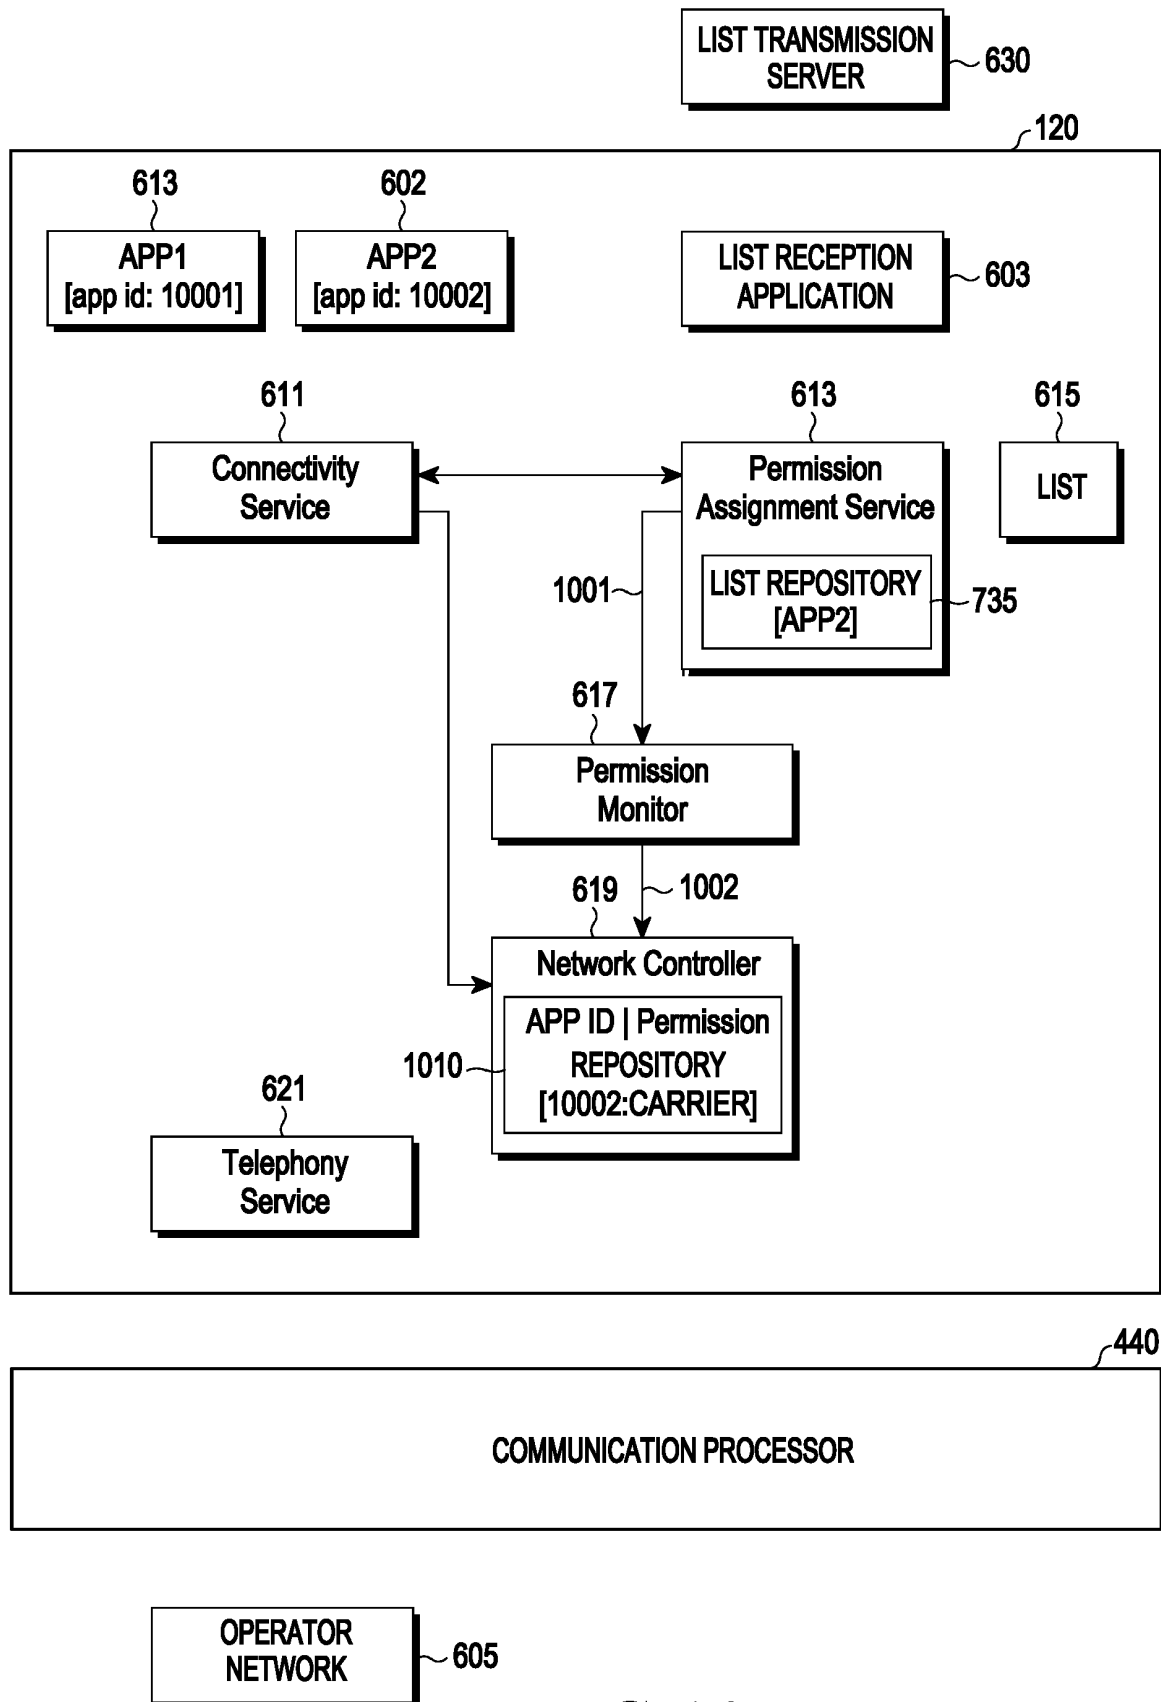 LIST TRANSMISSION
SERVER
630
120
613
602
APP1
[app id: 10001]
APP2
[app id: 10002]
LIST RECEPTION
APPLICATION
603
611
613
615
Connectivity
Service
Permission
Assignment Service
LIST
1001
LIST REPOSITORY
[APP2]
735
617
Permission
Monitor
619
1002
Network Controller
APP ID | Permission
REPOSITORY
[10002:CARRIER]
1010
621
Telephony
Service
440
COMMUNICATION PROCESSOR
OPERATOR
NETWORK
605